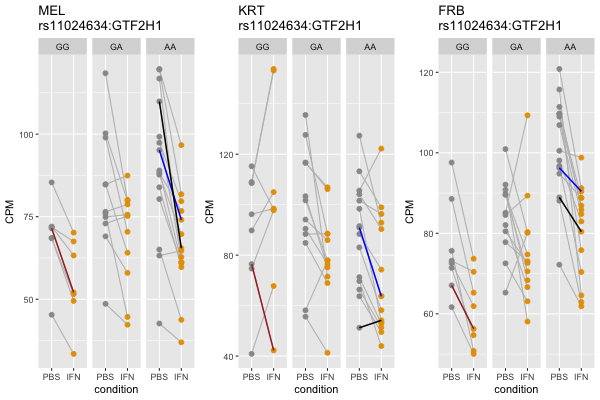 MEL
rs11024634:GTF2H1
GG GA AA
CPM
100
75
50
PBS IFN PBS IFN PBS IFN
condition
KRT
rs11024634:GTF2H1
GG GA AA
CPM
120
80
40
PBS IFN PBS IFN PBS IFN
condition
FRB
rs11024634:GTF2H1
GG GA AA
CPM
120
100
80
60
PBS IFN PBS IFN PBS IFN
condition